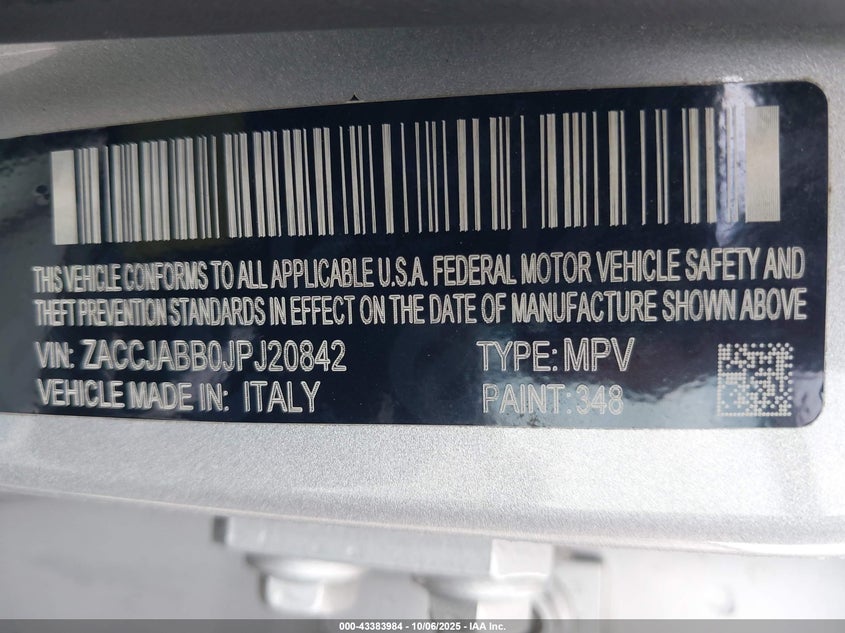 THIS VEHICLE CONFORMS TO ALL APPLICABLE U.S.A. FEDERAL MOTOR VEHICLE SAFETY AND
THEFT PREVENTION STANDARDS IN EFFECT ON THE DATE OF MANUFACTURE SHOWN ABOVE
VIN: ZACCJABB0JPJ20842 TYPE: MPV
VEHICLE MADE IN: ITALY PAINT: 348
000-43383984 - 10/06/2025 - IAA Inc.